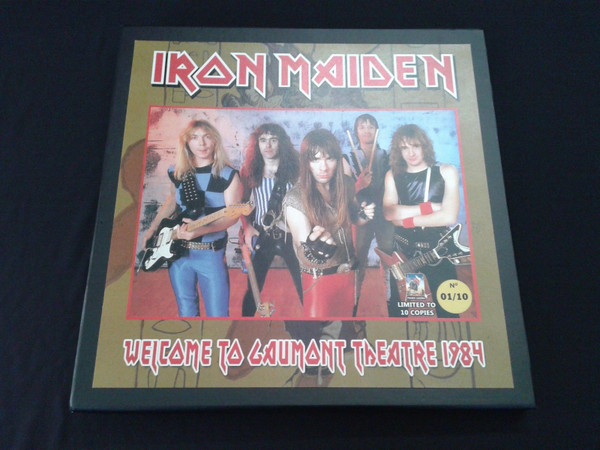 IRON MAIDEN
LIMITED TO
10 COPIES
Nº
01/10
WELCOME TO GAUMONT THEATRE 1984